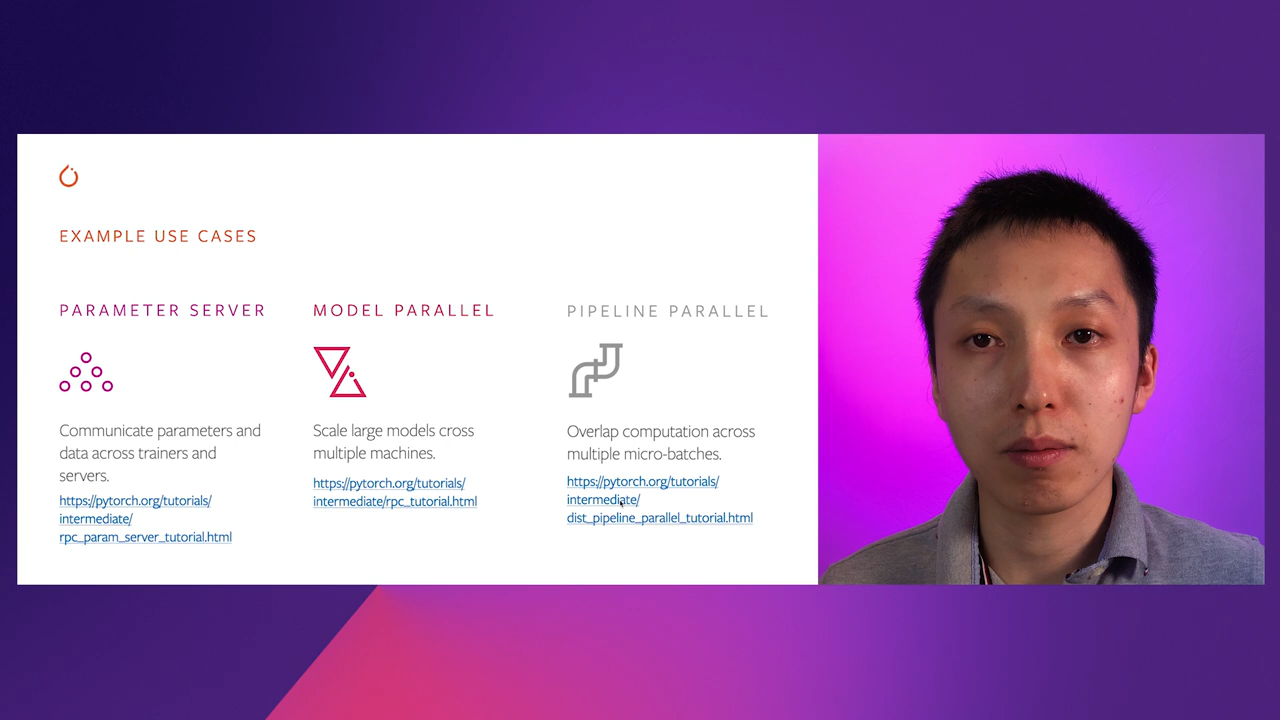 EXAMPLE USE CASES
PARAMETER SERVER
Communicate parameters and
data across trainers and
servers.
https://pytorch.org/tutorials/
intermediate/
rpc_param_server_tutorial.html
MODEL PARALLEL
Scale large models cross
multiple machines.
https://pytorch.org/tutorials/
intermediate/rpc_tutorial.html
PIPELINE PARALLEL
Overlap computation across
multiple micro-batches.
https://pytorch.org/tutorials/
intermediate/
dist_pipeline_parallel_tutorial.html